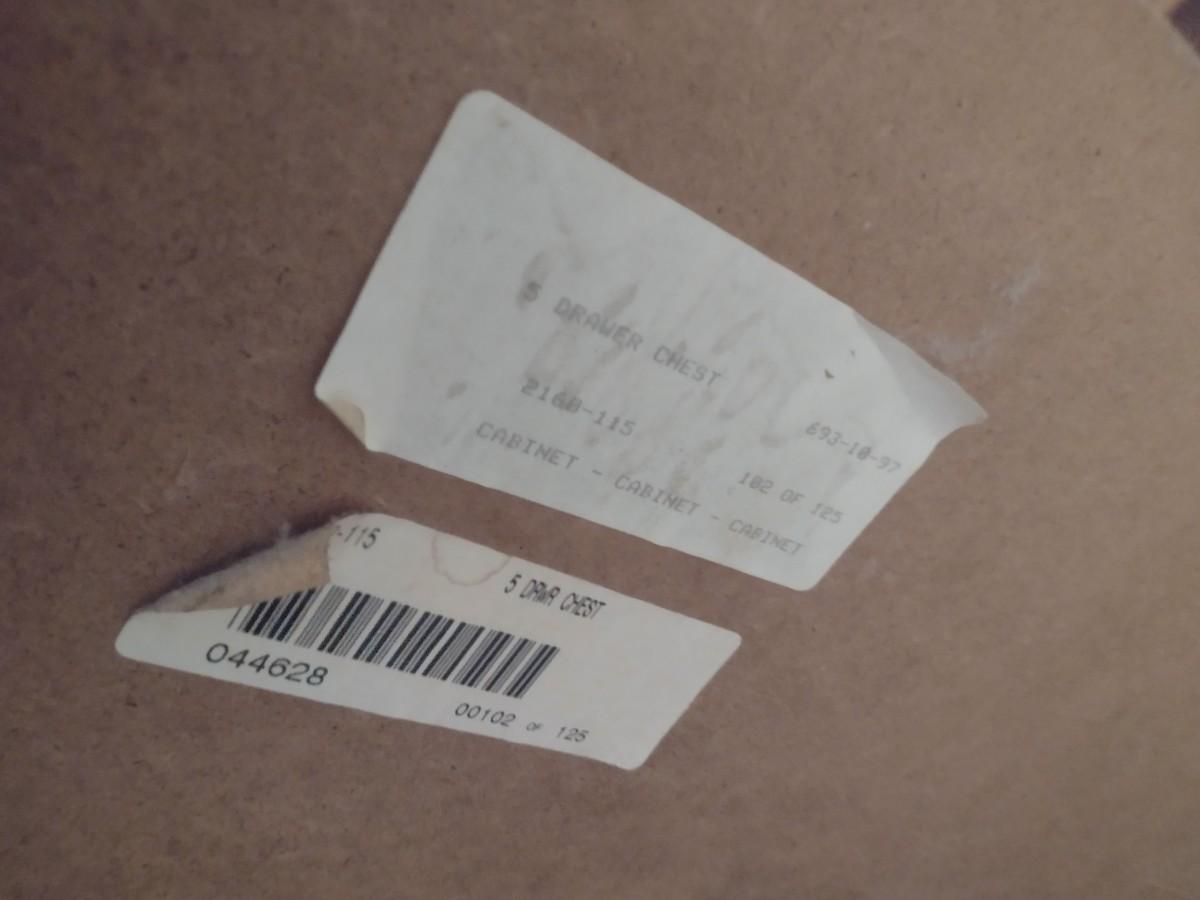 5 DRAWER CHEST
2160-115 693-10-97
102 OF 125
CABINET - CABINET - CABINET
-115
5 DRWR CHEST
044628
00102 OF 125